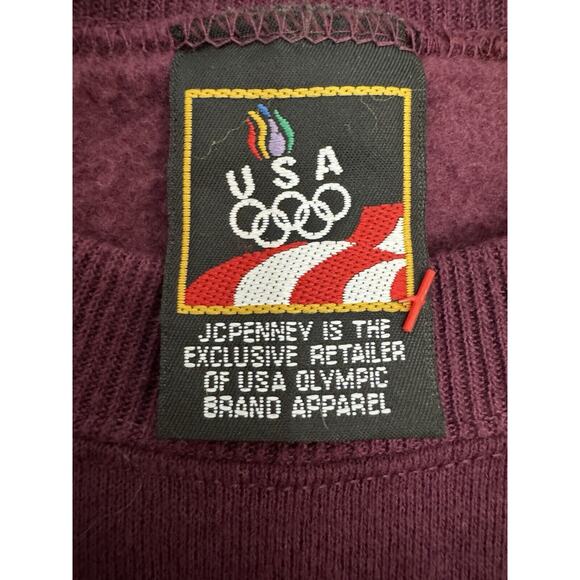 USA
JCPENNEY IS THE
EXCLUSIVE RETAILER
OF USA OLYMPIC
BRAND APPAREL